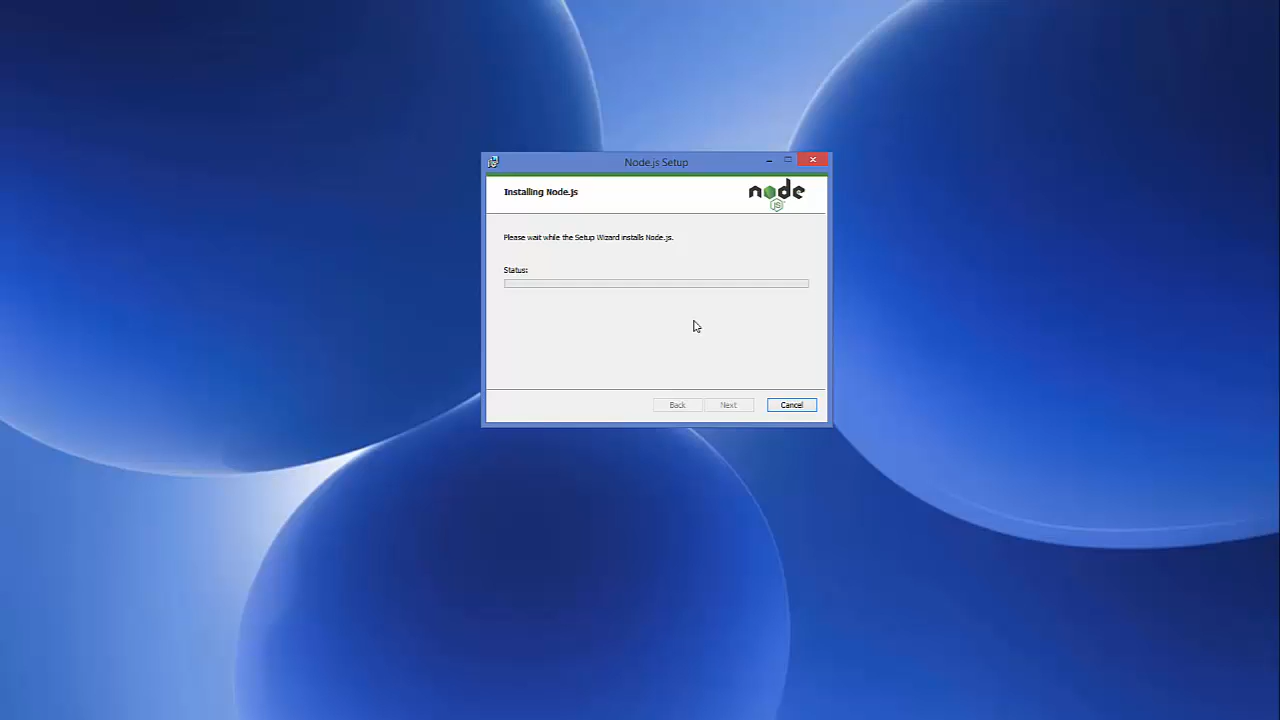 Node.js Setup
Installing Node.js
node
JS
Please wait while the Setup Wizard installs Node.js.
Status:
Back
Next
Cancel